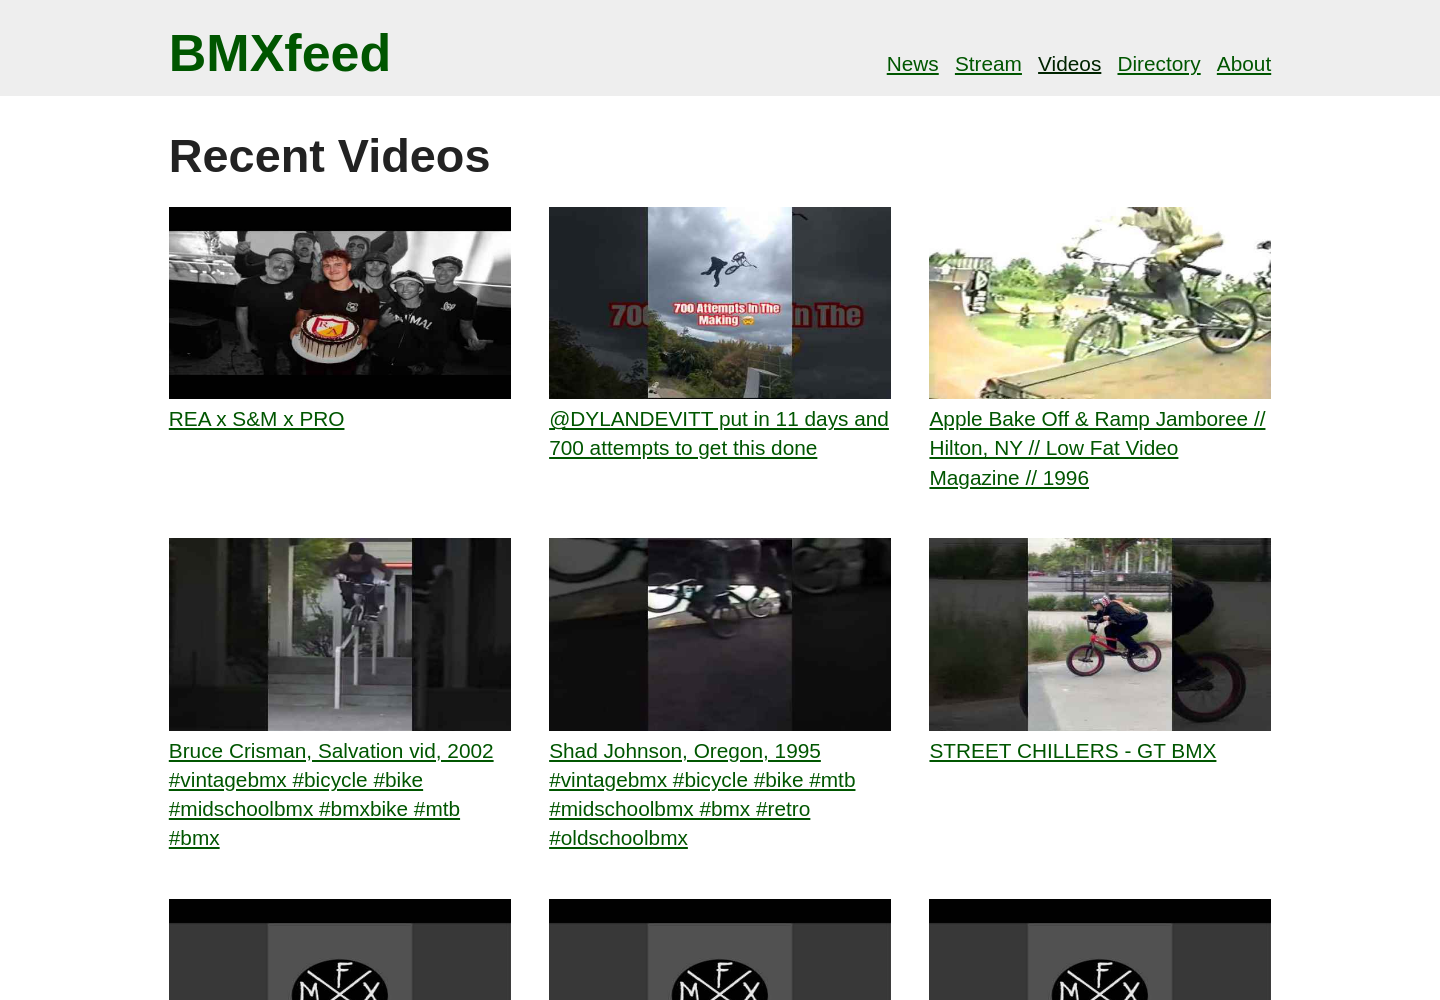 BMXfeed
News Stream Videos Directory About
Recent Videos
ANIMAL
700 Attempts In The
Making 🤯
REA x S&M x PRO
@DYLANDEVITT put in 11 days and
700 attempts to get this done
Apple Bake Off & Ramp Jamboree //
Hilton, NY // Low Fat Video
Magazine // 1996
Bruce Crisman, Salvation vid, 2002
#vintagebmx #bicycle #bike
#midschoolbmx #bmxbike #mtb
#bmx
Shad Johnson, Oregon, 1995
#vintagebmx #bicycle #bike #mtb
#midschoolbmx #bmx #retro
#oldschoolbmx
STREET CHILLERS - GT BMX
F
M X
F
M X
F
M X